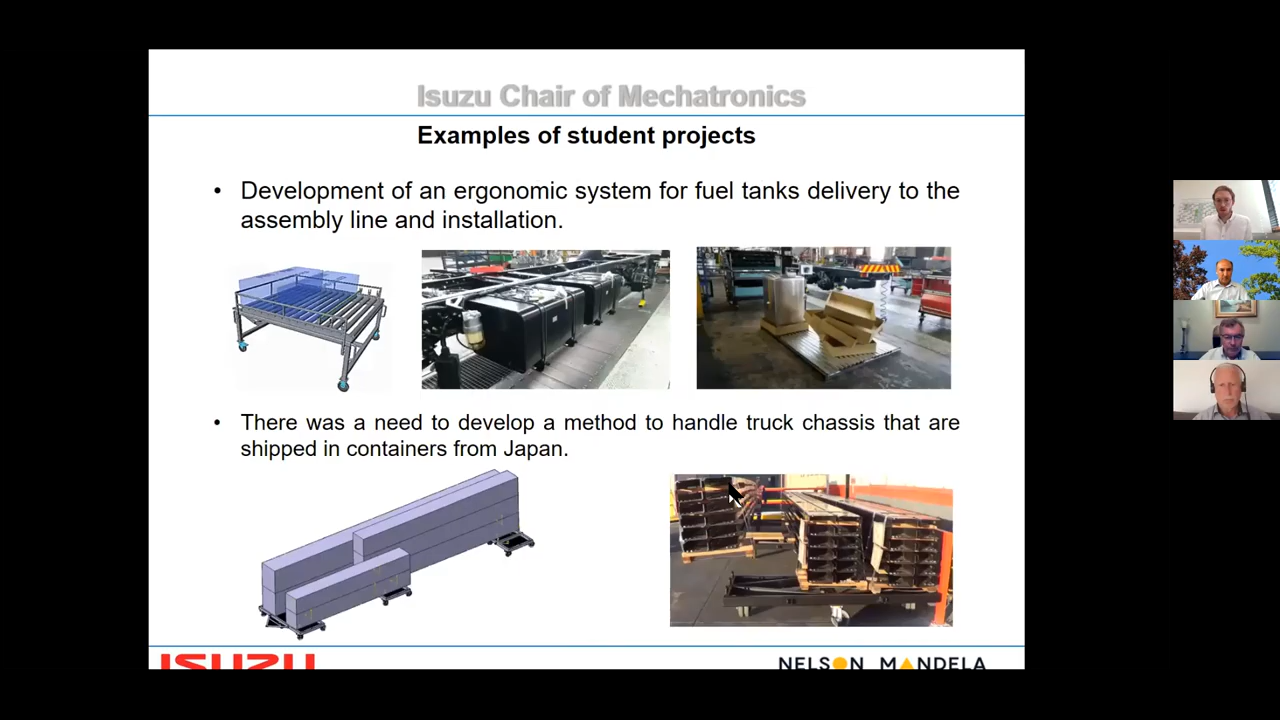 Isuzu Chair of Mechatronics
Examples of student projects
• Development of an ergonomic system for fuel tanks delivery to the
assembly line and installation.
• There was a need to develop a method to handle truck chassis that are
shipped in containers from Japan.
ISUZU
NELSON MANDELA